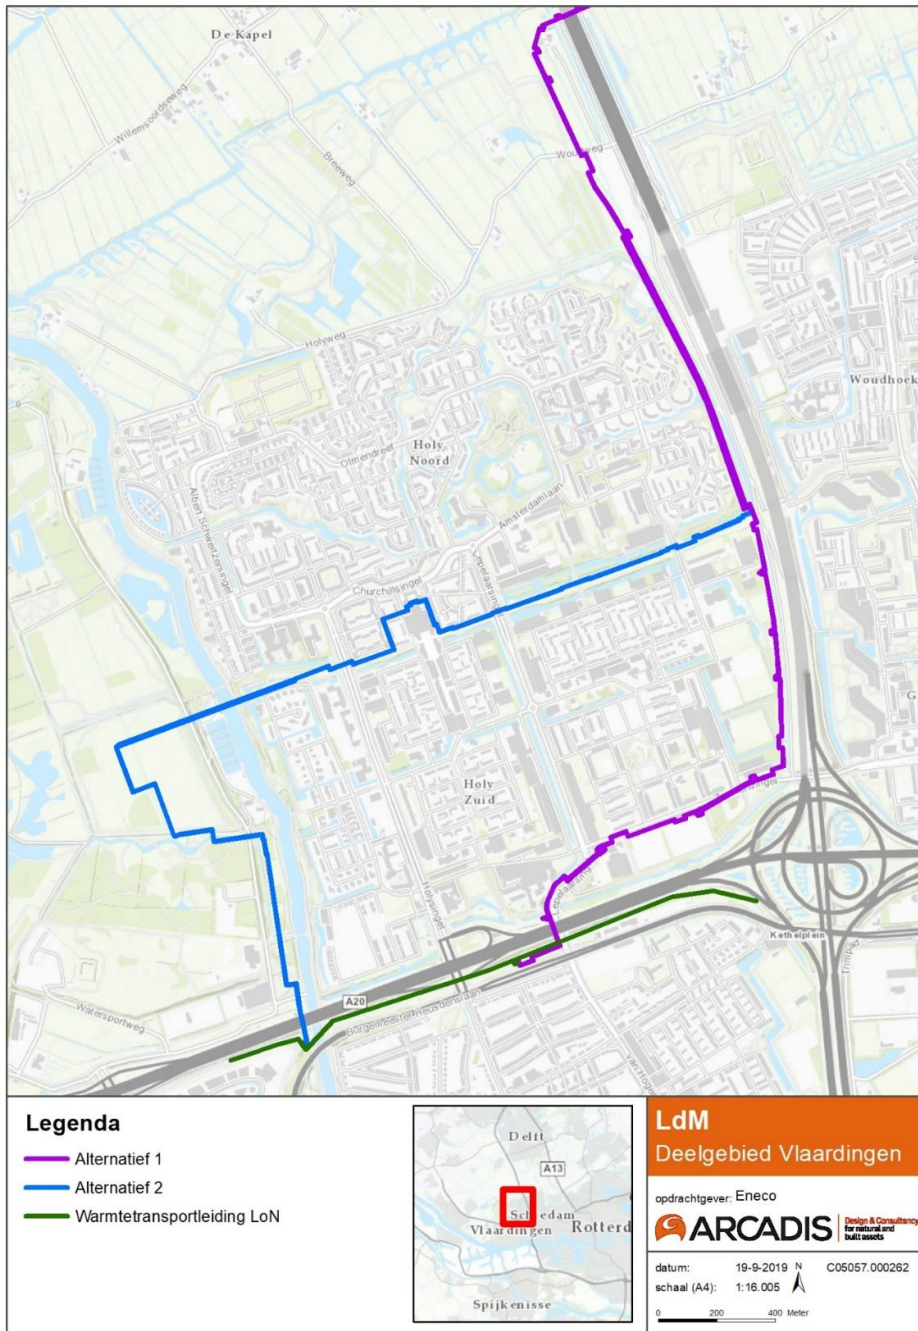 De Kapel
Willemsoordseweg
Breeweg
Woudweg
Holyweg
Woudhoek
Olmendreef
Holy
Noord
Amsterdamlaan
Albert Schweitzersingel
Churchillsingel
Lepelaarsingel
G
Holy
Zuid
Holysingel
Kethelplein
A20
Watersportweg
Legenda
Alternatief 1
Alternatief 2
Warmtetransportleiding LoN
Delft
A13
Schiedam
Vlaardingen
Rotterd
Spijkenisse
LdM
Deelgebied Vlaardingen
opdrachtgever: Eneco
ARCADIS
Design & Consultancy
for natural and
built assets
datum: 19-9-2019 N C05057.000262
schaal (A4): 1:16.005
0 200 400 Meter